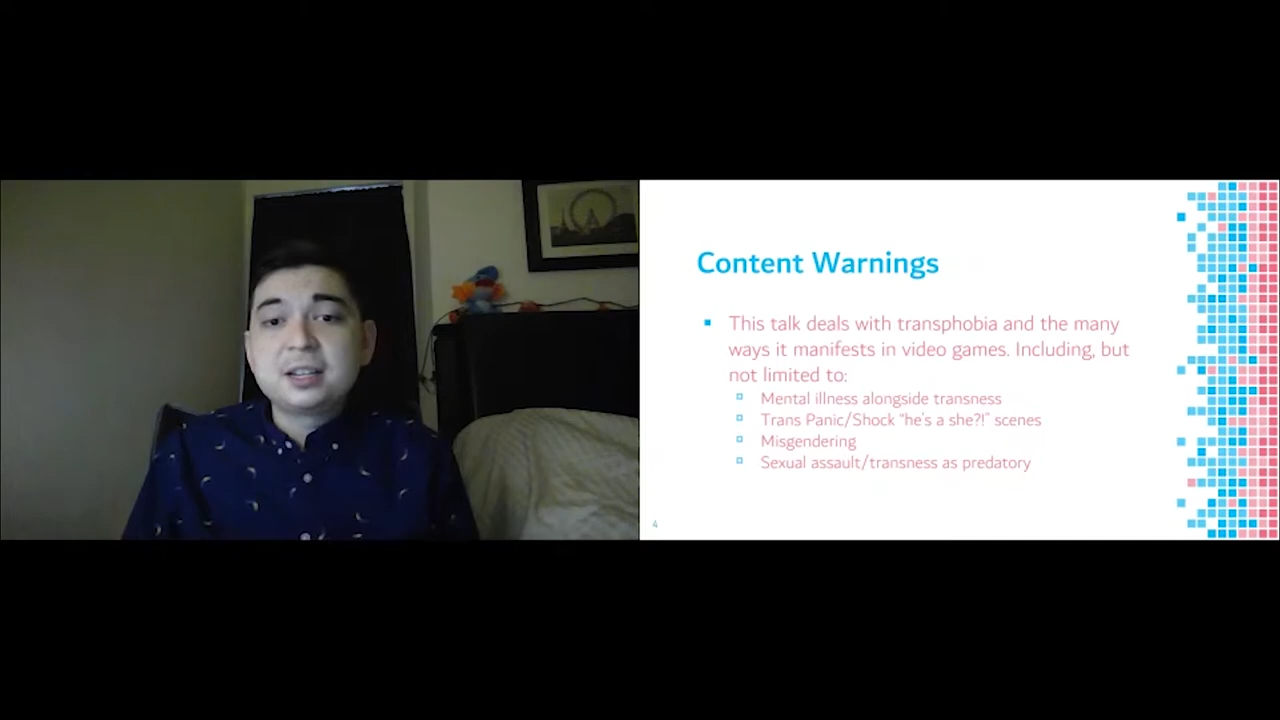 Content Warnings
This talk deals with transphobia and the many
ways it manifests in video games. Including, but
not limited to:
Mental illness alongside transness
Trans Panic/Shock "he's a she?!" scenes
Misgendering
Sexual assault/transness as predatory
4